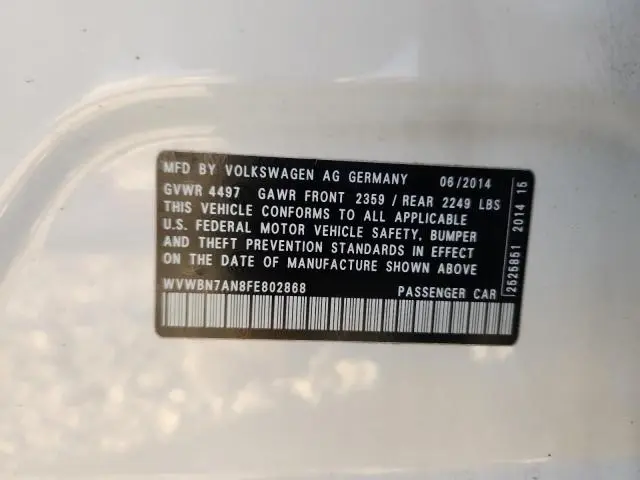 MFD BY VOLKSWAGEN AG GERMANY 06/2014
GVWR 4497 GAWR FRONT 2359 / REAR 2249 LBS
THIS VEHICLE CONFORMS TO ALL APPLICABLE
U.S. FEDERAL MOTOR VEHICLE SAFETY, BUMPER
AND THEFT PREVENTION STANDARDS IN EFFECT
ON THE DATE OF MANUFACTURE SHOWN ABOVE
WVWBN7AN8FE802868 PASSENGER CAR
2525851 2014 15